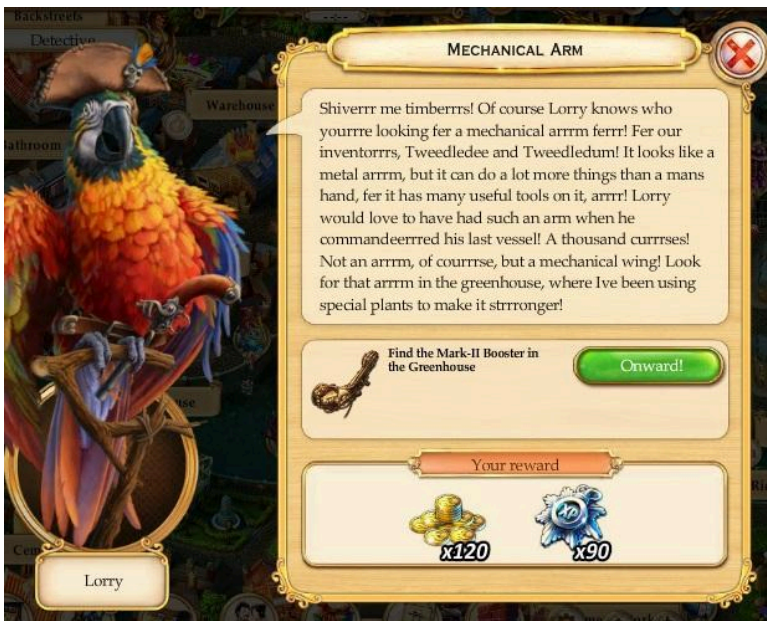 Backstreets
Detective
Warehouse
Bathroom
MECHANICAL ARM
Shiverrr me timberrrs! Of course Lorry knows who
yourrre looking fer a mechanical arrrm ferrr! Fer our
inventorrrs, Tweedledee and Tweedledum! It looks like a
metal arrrm, but it can do a lot more things than a mans
hand, fer it has many useful tools on it, arrrr! Lorry
would love to have had such an arm when he
commandeerrred his last vessel! A thousand currrses!
Not an arrrm, of courrrse, but a mechanical wing! Look
for that arrrm in the greenhouse, where Ive been using
special plants to make it strrronger!
Find the Mark-II Booster in
the Greenhouse
Onward!
Your reward
x120
XP
x90
Lorry